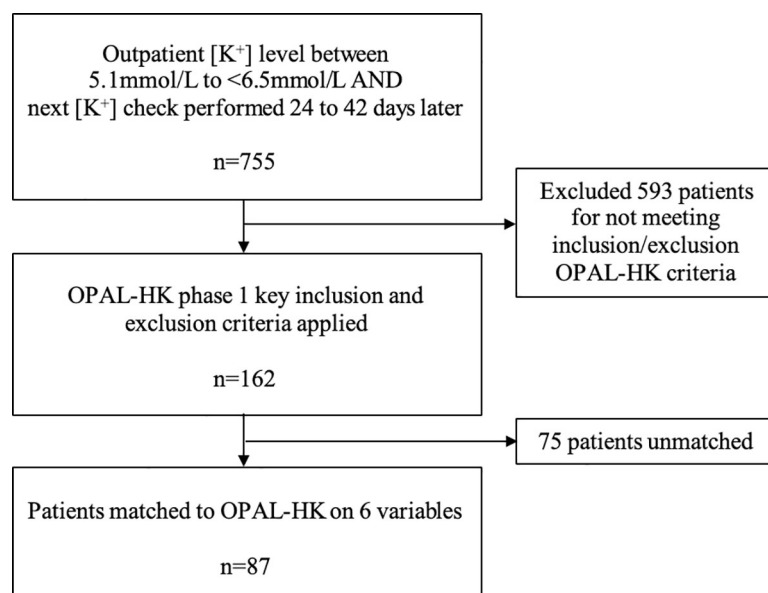 Outpatient [K⁺] level between
5.1mmol/L to <6.5mmol/L AND
next [K⁺] check performed 24 to 42 days later
n=755
Excluded 593 patients
for not meeting
inclusion/exclusion
OPAL-HK criteria
OPAL-HK phase 1 key inclusion and
exclusion criteria applied
n=162
75 patients unmatched
Patients matched to OPAL-HK on 6 variables
n=87